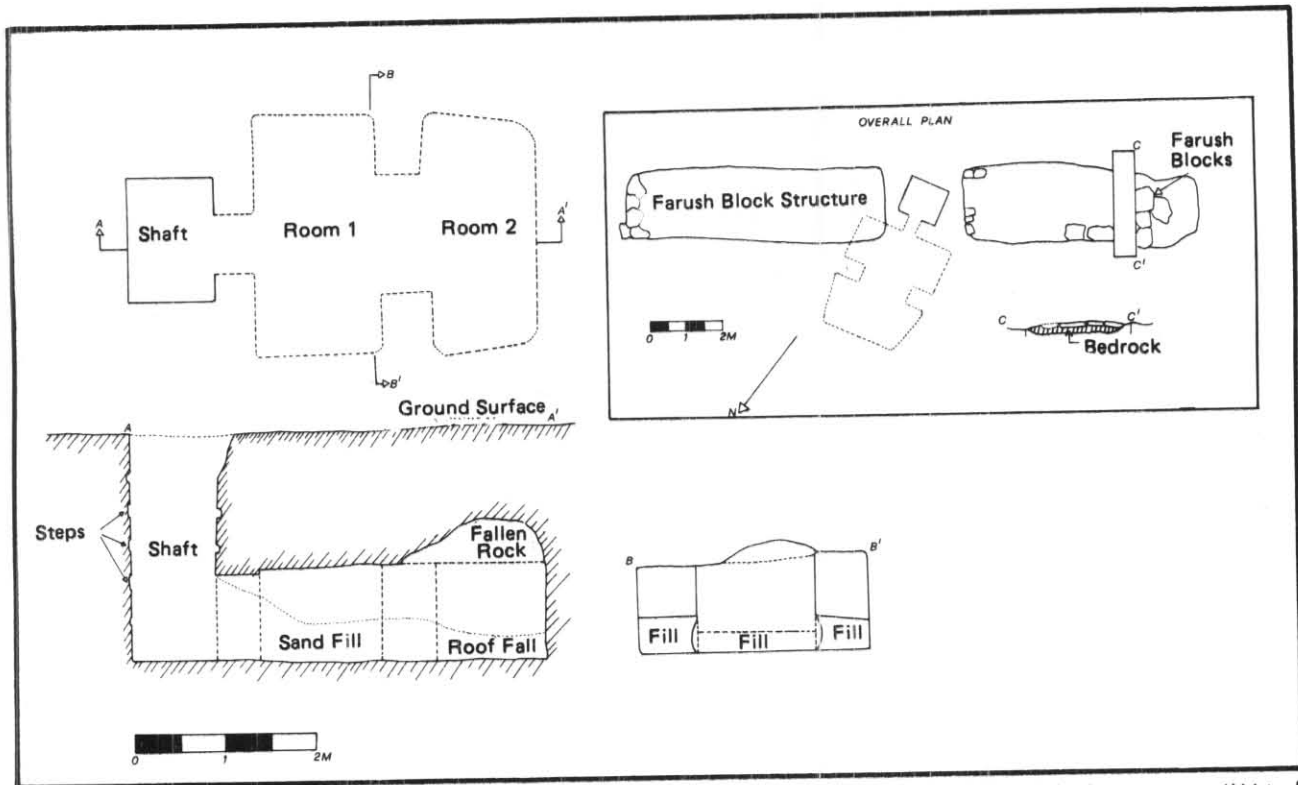 B
A
Shaft
Room 1
Room 2
A'
B'
OVERALL PLAN
Farush Block Structure
C
Farush
Blocks
C'
0 1 2M
C C'
Bedrock
N
Ground Surface
A A'
Steps
Shaft
Fallen
Rock
Sand Fill
Roof Fall
0 1 2M
B B'
Fill Fill Fill